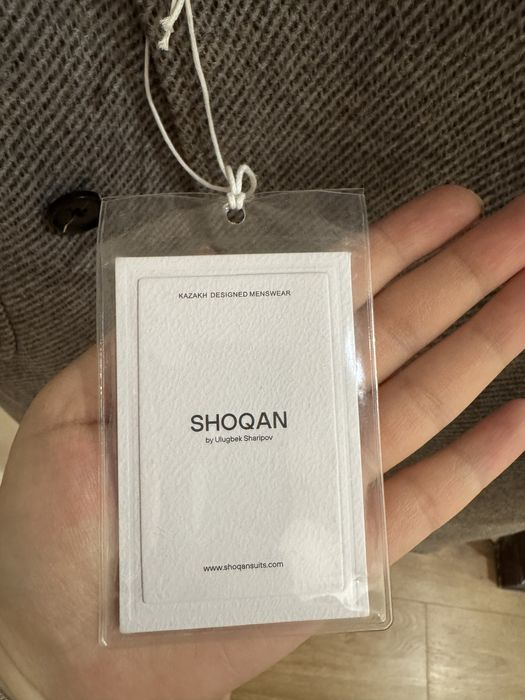 KAZAKH DESIGNED MENSWEAR
SHOQAN
by Ulugbek Sharipov
www.shoqansuits.com